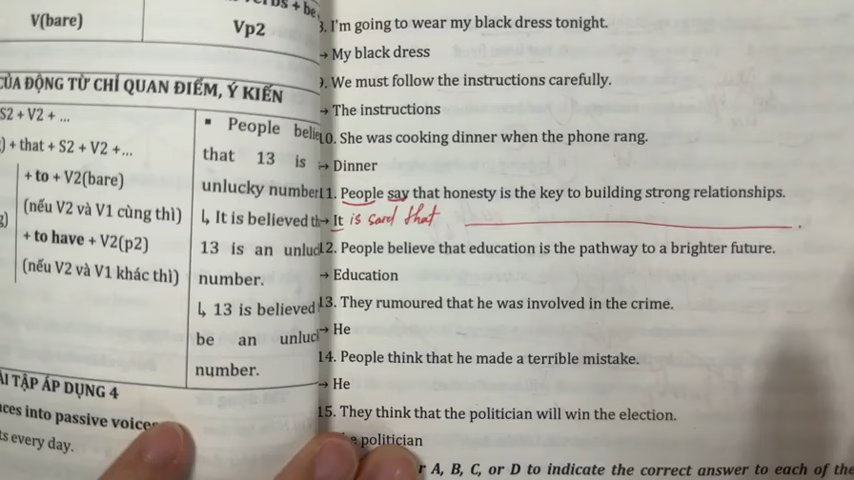 V(bare)
Vp2
CỦA ĐỘNG TỪ CHỈ QUAN ĐIỂM, Ý KIẾN
S2 + V2 + ...
) + that + S2 + V2 +...
+ to + V2(bare)
(nếu V2 và V1 cùng thì)
+ to have + V2(p2)
(nếu V2 và V1 khác thì)
▪ People
that 13 is
unlucky number
↳ It is believed
13 is an
number.
↳ 13 is believed
be an
number.
TẬP ÁP DỤNG 4
into passive voice
every day.
I'm going to wear my black dress tonight.
→ My black dress
9. We must follow the instructions carefully.
→ The instructions
10. She was cooking dinner when the phone rang.
→ Dinner
11. People say that honesty is the key to building strong relationships.
→ It is said that
12. People believe that education is the pathway to a brighter future.
→ Education
13. They rumoured that he was involved in the crime.
→ He
14. People think that he made a terrible mistake.
→ He
15. They think that the politician will win the election.
politician
A, B, C, or D to indicate the correct answer to each of the